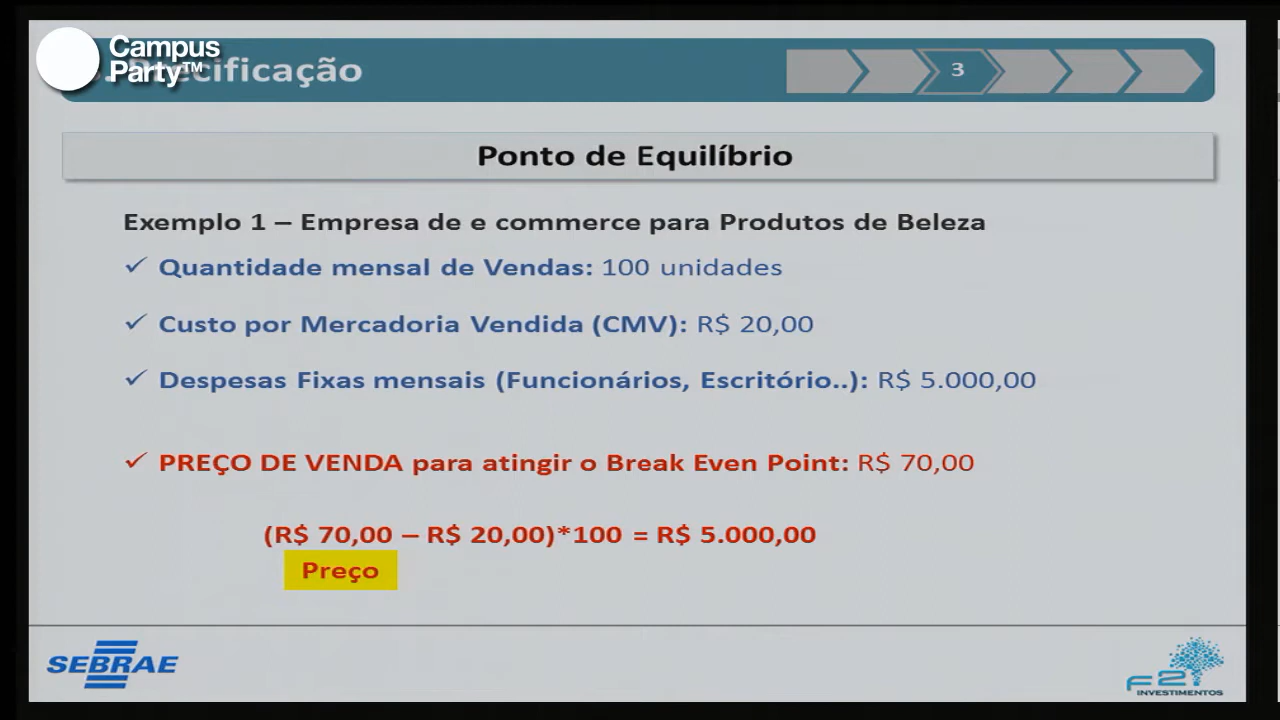 Campus
Party™
ecificação
3
Ponto de Equilíbrio
Exemplo 1 – Empresa de e commerce para Produtos de Beleza
✓ Quantidade mensal de Vendas: 100 unidades
✓ Custo por Mercadoria Vendida (CMV): R$ 20,00
✓ Despesas Fixas mensais (Funcionários, Escritório..): R$ 5.000,00
✓ PREÇO DE VENDA para atingir o Break Even Point: R$ 70,00
(R$ 70,00 – R$ 20,00)*100 = R$ 5.000,00
Preço
SEBRAE
F2I
INVESTIMENTOS